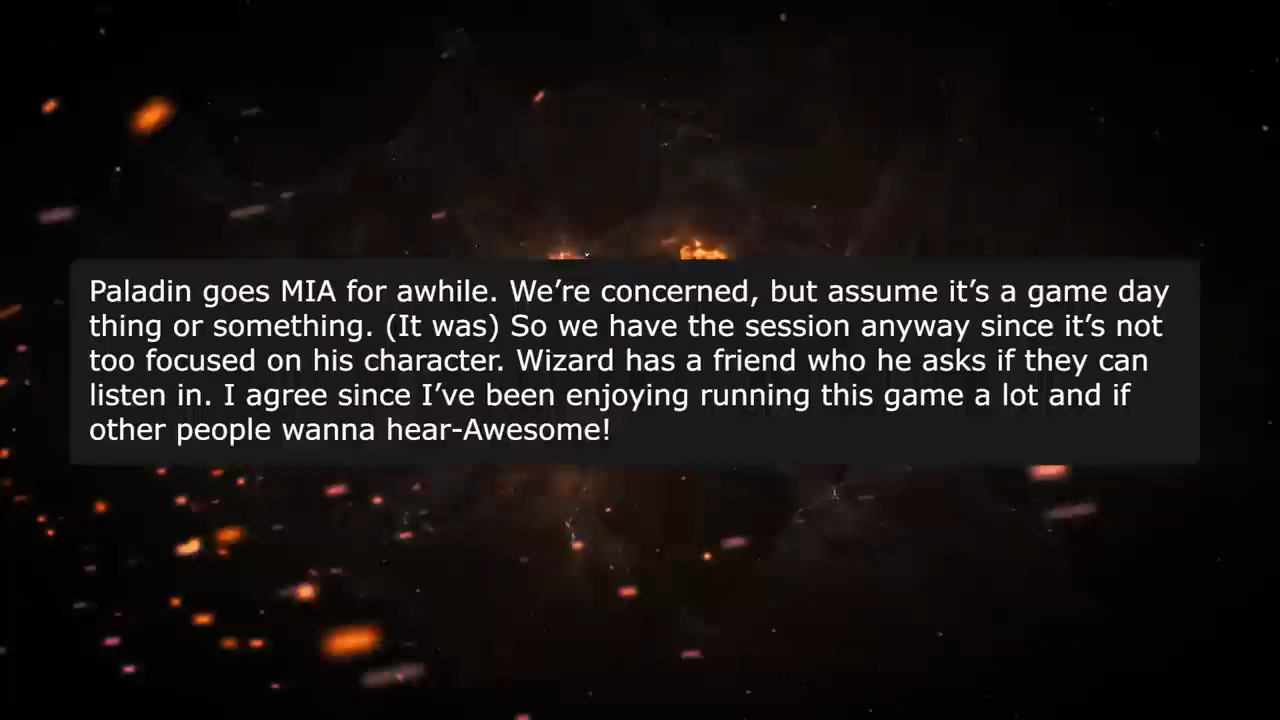 Paladin goes MIA for awhile. We’re concerned, but assume it’s a game day
thing or something. (It was) So we have the session anyway since it’s not
too focused on his character. Wizard has a friend who he asks if they can
listen in. I agree since I’ve been enjoying running this game a lot and if
other people wanna hear-Awesome!